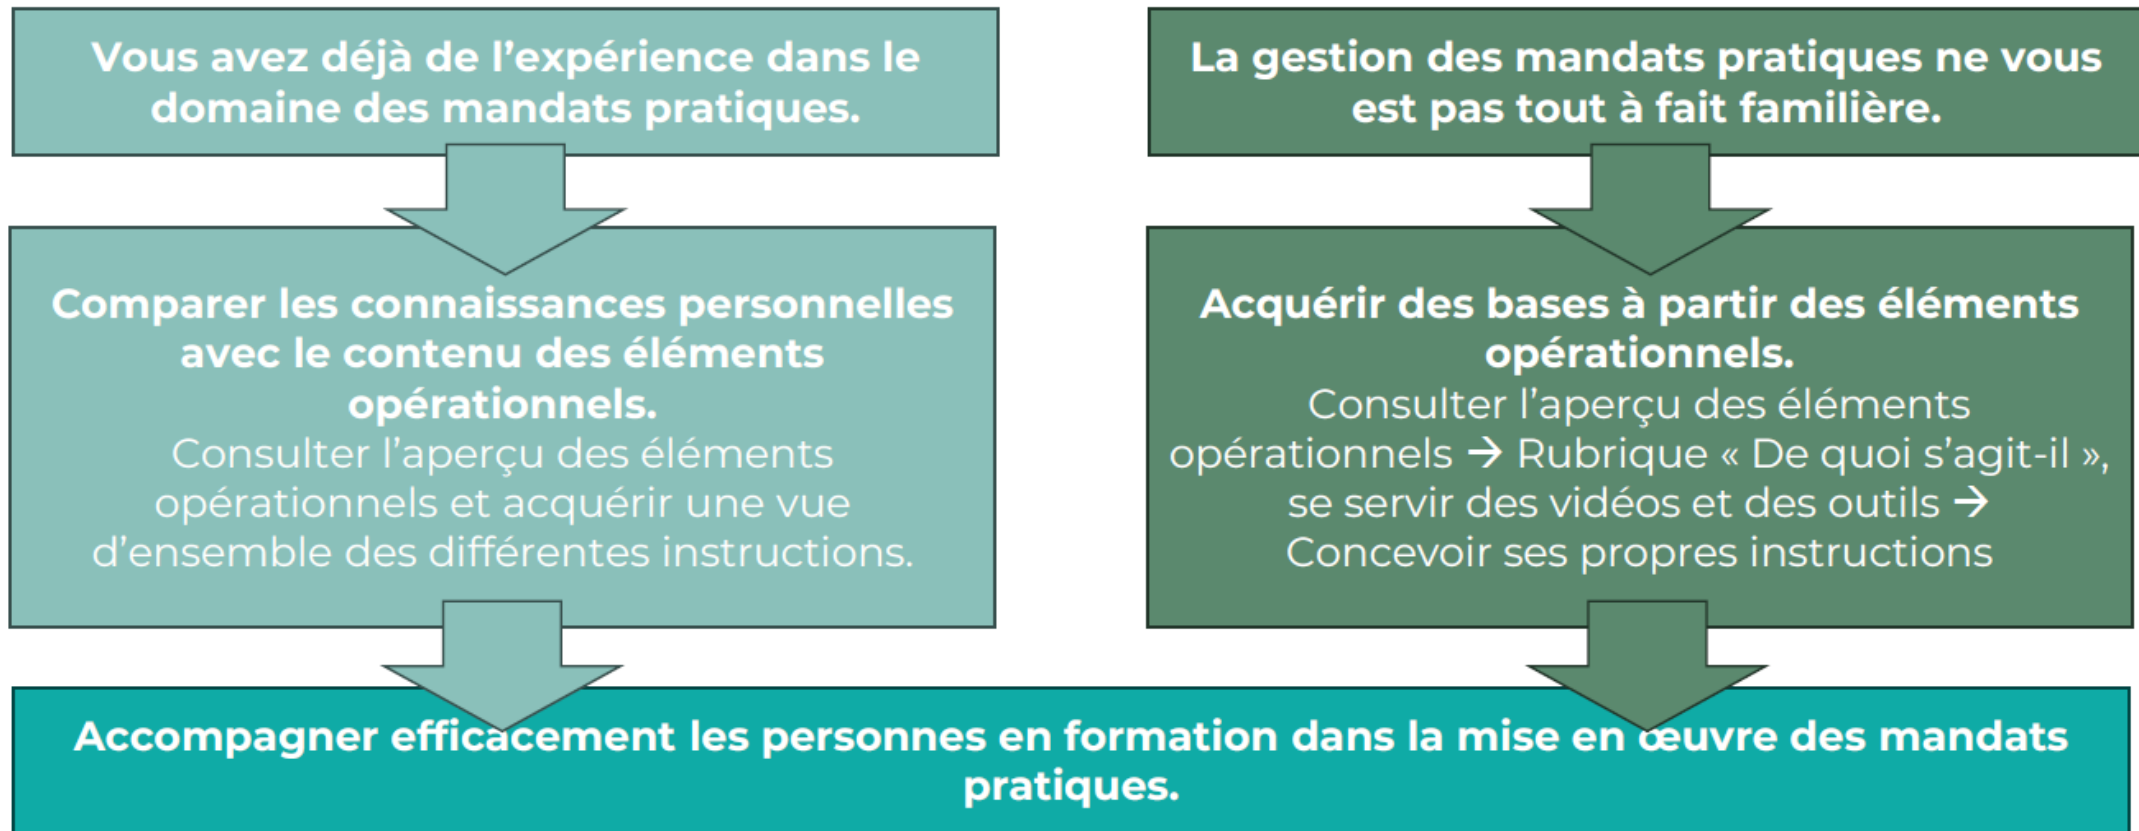 Vous avez déjà de l’expérience dans le
domaine des mandats pratiques.
La gestion des mandats pratiques ne vous
est pas tout à fait familière.
Comparer les connaissances personnelles
avec le contenu des éléments
opérationnels.
Consulter l’aperçu des éléments
opérationnels et acquérir une vue
d’ensemble des différentes instructions.
Acquérir des bases à partir des éléments
opérationnels.
Consulter l’aperçu des éléments
opérationnels → Rubrique « De quoi s’agit-il »,
se servir des vidéos et des outils →
Concevoir ses propres instructions
Accompagner efficacement les personnes en formation dans la mise en œuvre des mandats
pratiques.